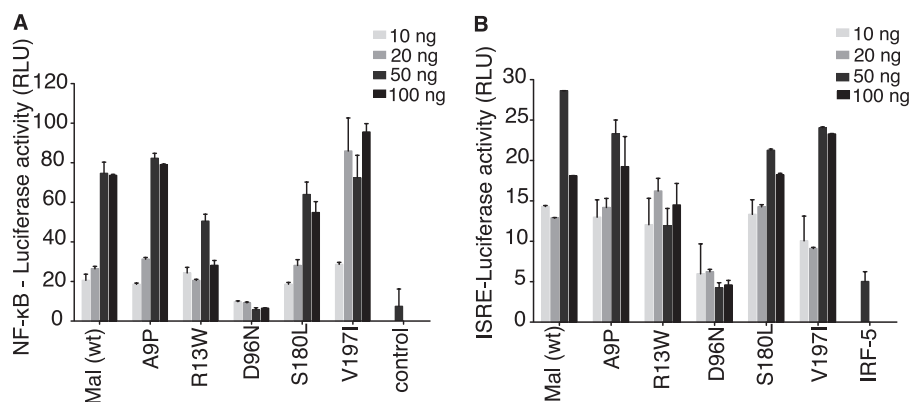 A
10 ng
20 ng
50 ng
100 ng
NF-κB - Luciferase activity (RLU)
120
100
80
60
40
20
0
Mal (wt)
A9P
R13W
D96N
S180L
V197I
control
B
10 ng
20 ng
50 ng
100 ng
ISRE-Luciferase activity (RLU)
30
25
20
15
10
5
0
Mal (wt)
A9P
R13W
D96N
S180L
V197I
IRF-5